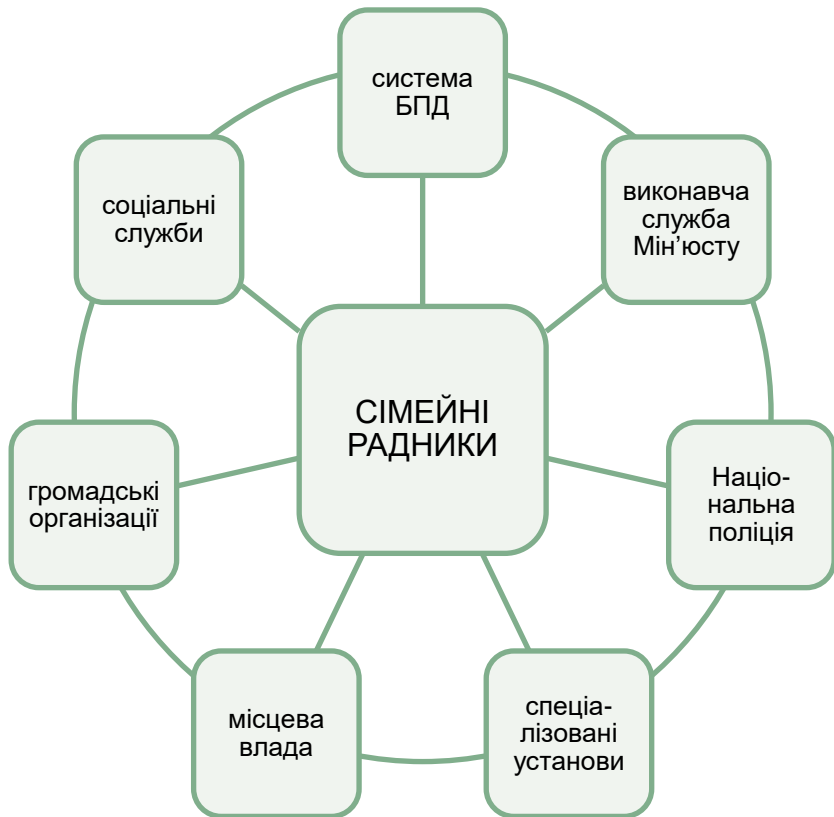 система
БПД
соціальні
служби
виконавча
служба
Мін’юсту
СІМЕЙНІ
РАДНИКИ
громадські
організації
Націо-
нальна
поліція
місцева
влада
спеціа-
лізовані
установи